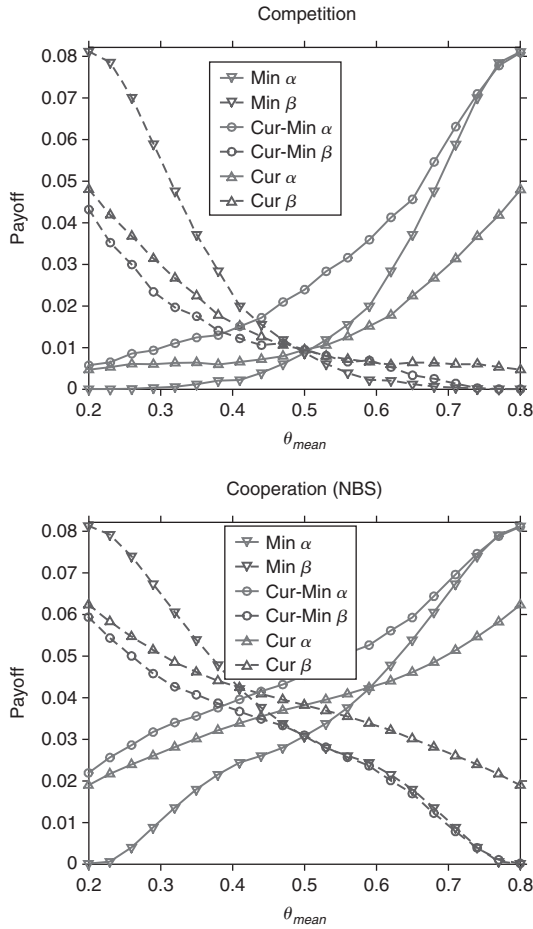 Competition
0.08
0.07
0.06
0.05
0.04
0.03
0.02
0.01
0
Payoff
Min α
Min β
Cur-Min α
Cur-Min β
Cur α
Cur β
0.2 0.3 0.4 0.5 0.6 0.7 0.8
θmean
Cooperation (NBS)
0.08
0.07
0.06
0.05
0.04
0.03
0.02
0.01
0
Payoff
Min α
Min β
Cur-Min α
Cur-Min β
Cur α
Cur β
0.2 0.3 0.4 0.5 0.6 0.7 0.8
θmean